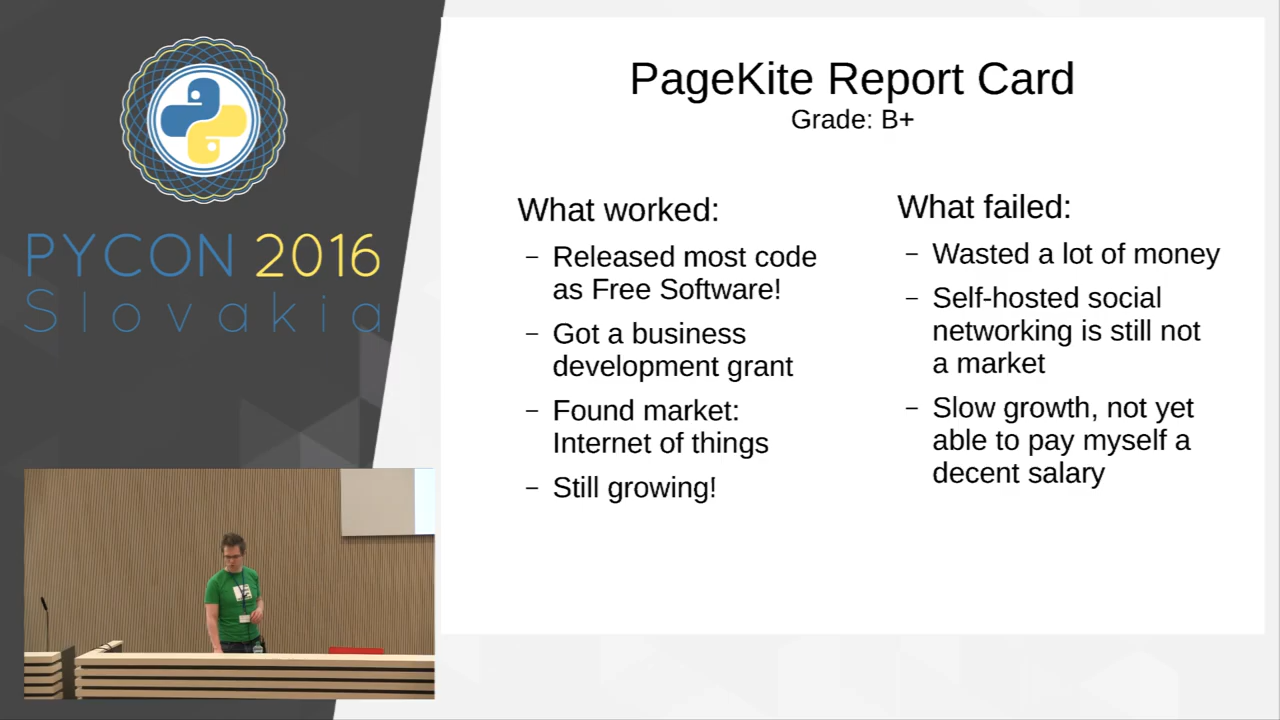 PYCON 2016
Slovakia
PageKite Report Card
Grade: B+
What worked:
– Released most code
as Free Software!
– Got a business
development grant
– Found market:
Internet of things
– Still growing!
What failed:
– Wasted a lot of money
– Self-hosted social
networking is still not
a market
– Slow growth, not yet
able to pay myself a
decent salary